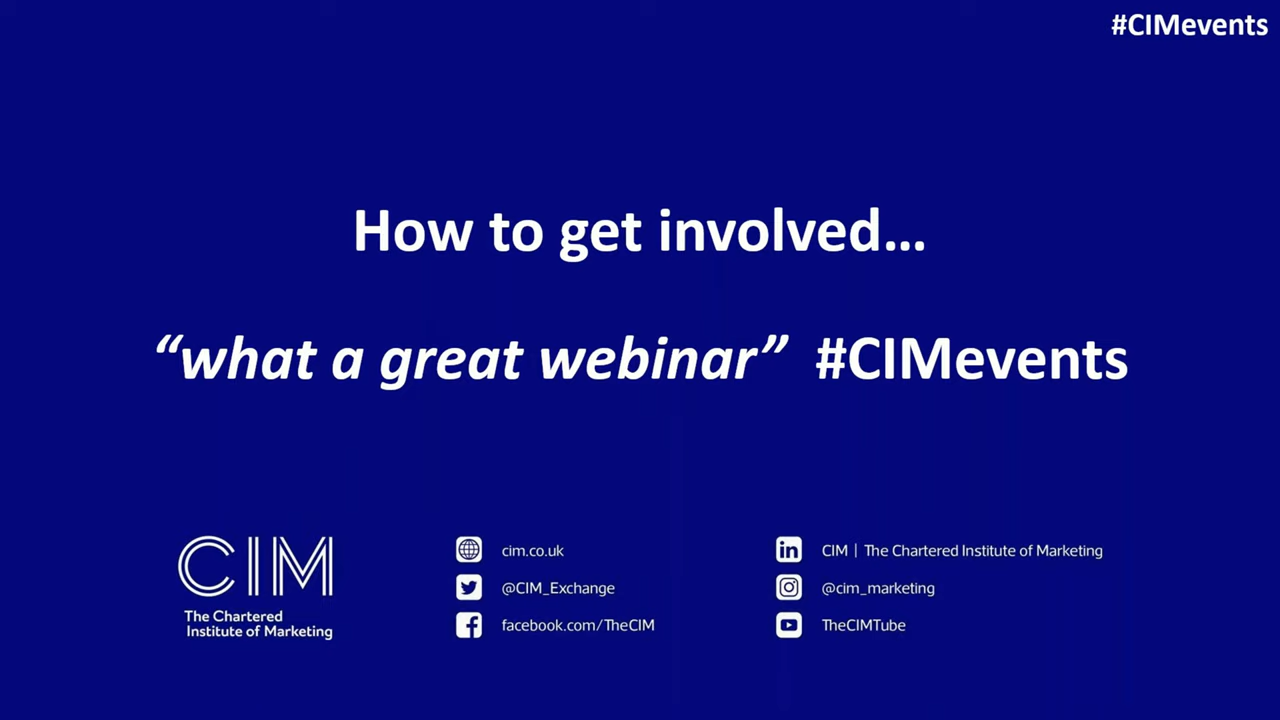 #CIMevents
How to get involved…
“what a great webinar” #CIMevents
CIM
The Chartered
Institute of Marketing
cim.co.uk
@CIM_Exchange
facebook.com/TheCIM
CIM | The Chartered Institute of Marketing
@cim_marketing
TheCIMTube